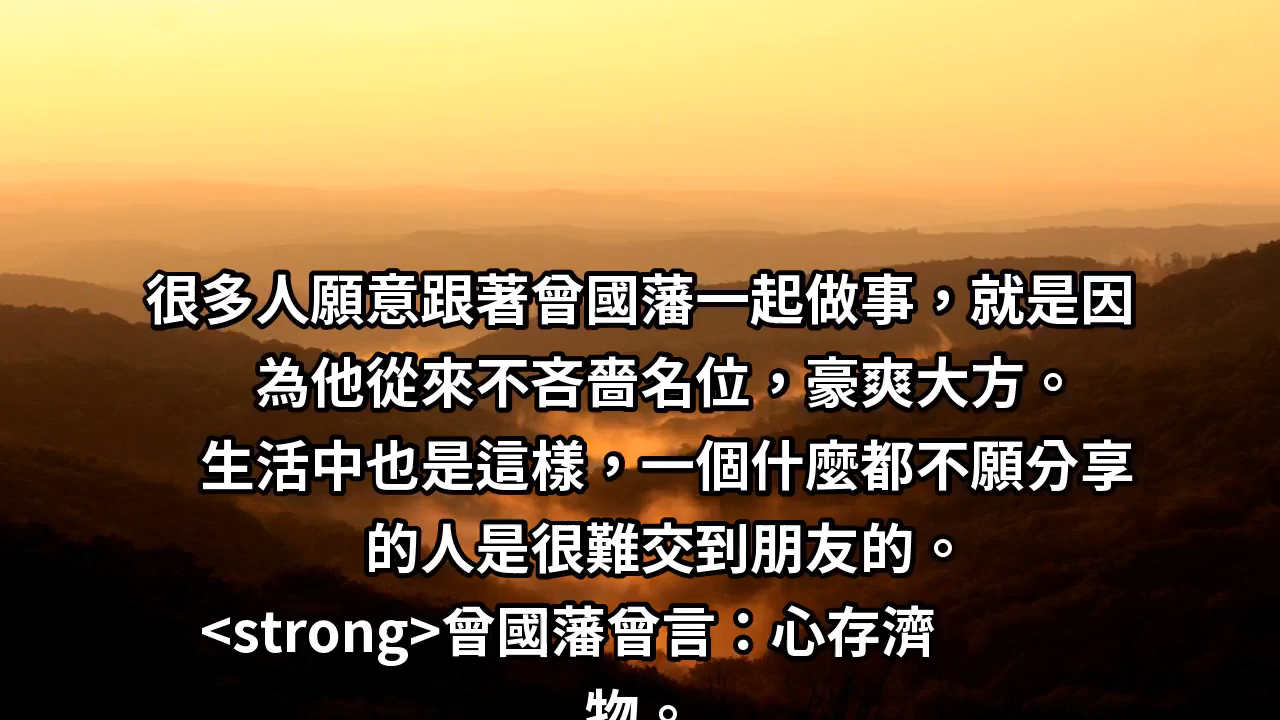 很多人願意跟著曾國藩一起做事，就是因
為他從來不吝嗇名位，豪爽大方。
生活中也是這樣，一個什麼都不願分享
的人是很難交到朋友的。
<strong>曾國藩曾言：心存濟
物。